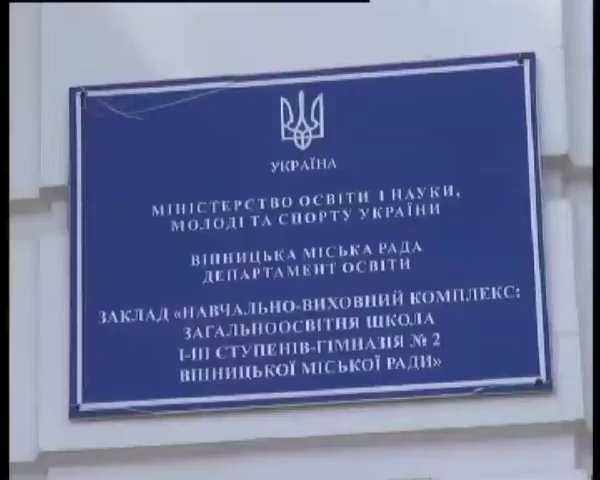 УКРАЇНА
МІНІСТЕРСТВО ОСВІТИ І НАУКИ,
МОЛОДІ ТА СПОРТУ УКРАЇНИ
ВІННИЦЬКА МІСЬКА РАДА
ДЕПАРТАМЕНТ ОСВІТИ
ЗАКЛАД «НАВЧАЛЬНО-ВИХОВНИЙ КОМПЛЕКС:
ЗАГАЛЬНООСВІТНЯ ШКОЛА
І-ІІІ СТУПЕНІВ-ГІМНАЗІЯ № 2
ВІННИЦЬКОЇ МІСЬКОЇ РАДИ»